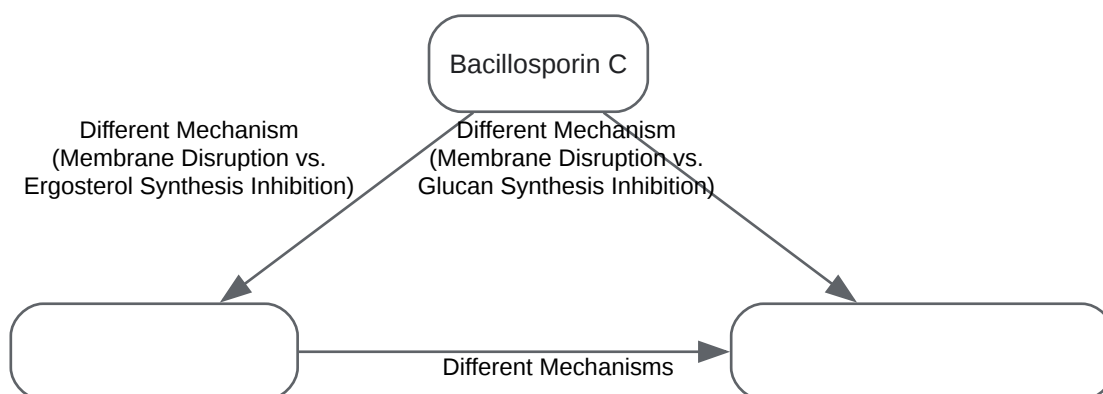 Bacillosporin C
Different Mechanism
(Membrane Disruption vs.
Ergosterol Synthesis Inhibition)
Different Mechanism
(Membrane Disruption vs.
Glucan Synthesis Inhibition)
Different Mechanisms